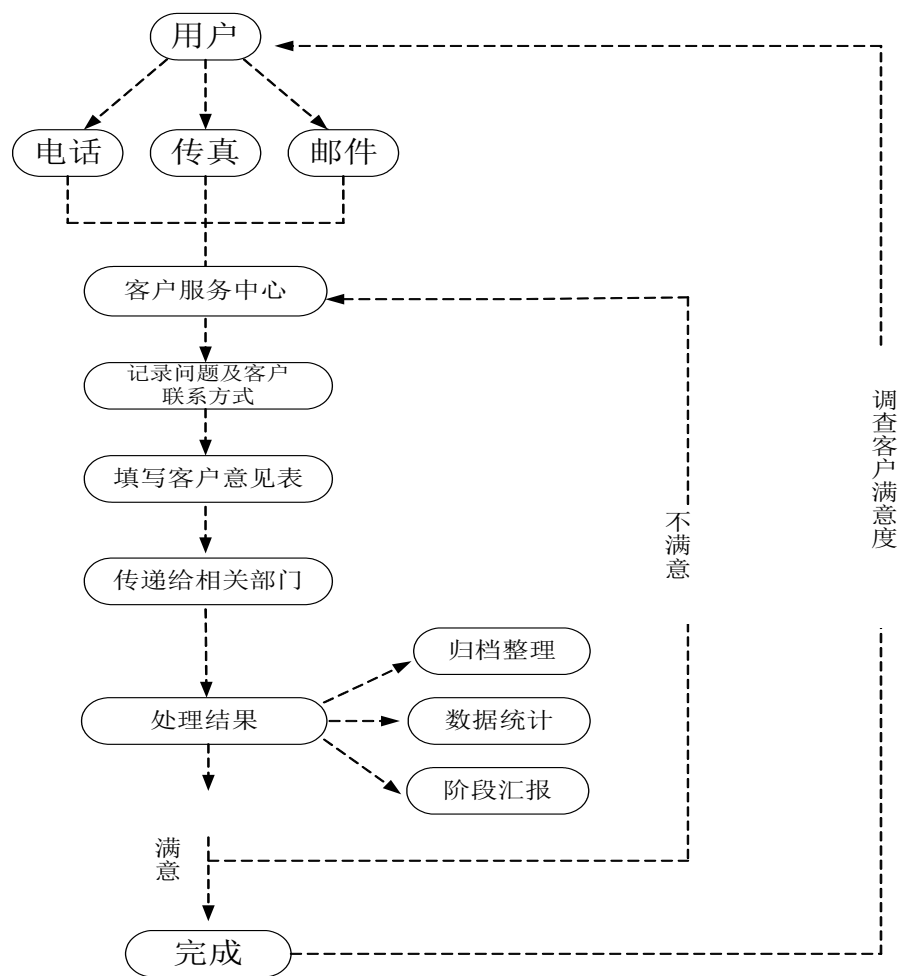 用户
电话
传真
邮件
客户服务中心
记录问题及客户
联系方式
填写客户意见表
传递给相关部门
处理结果
归档整理
数据统计
阶段汇报
满意
不满意
调查客户满意度
完成